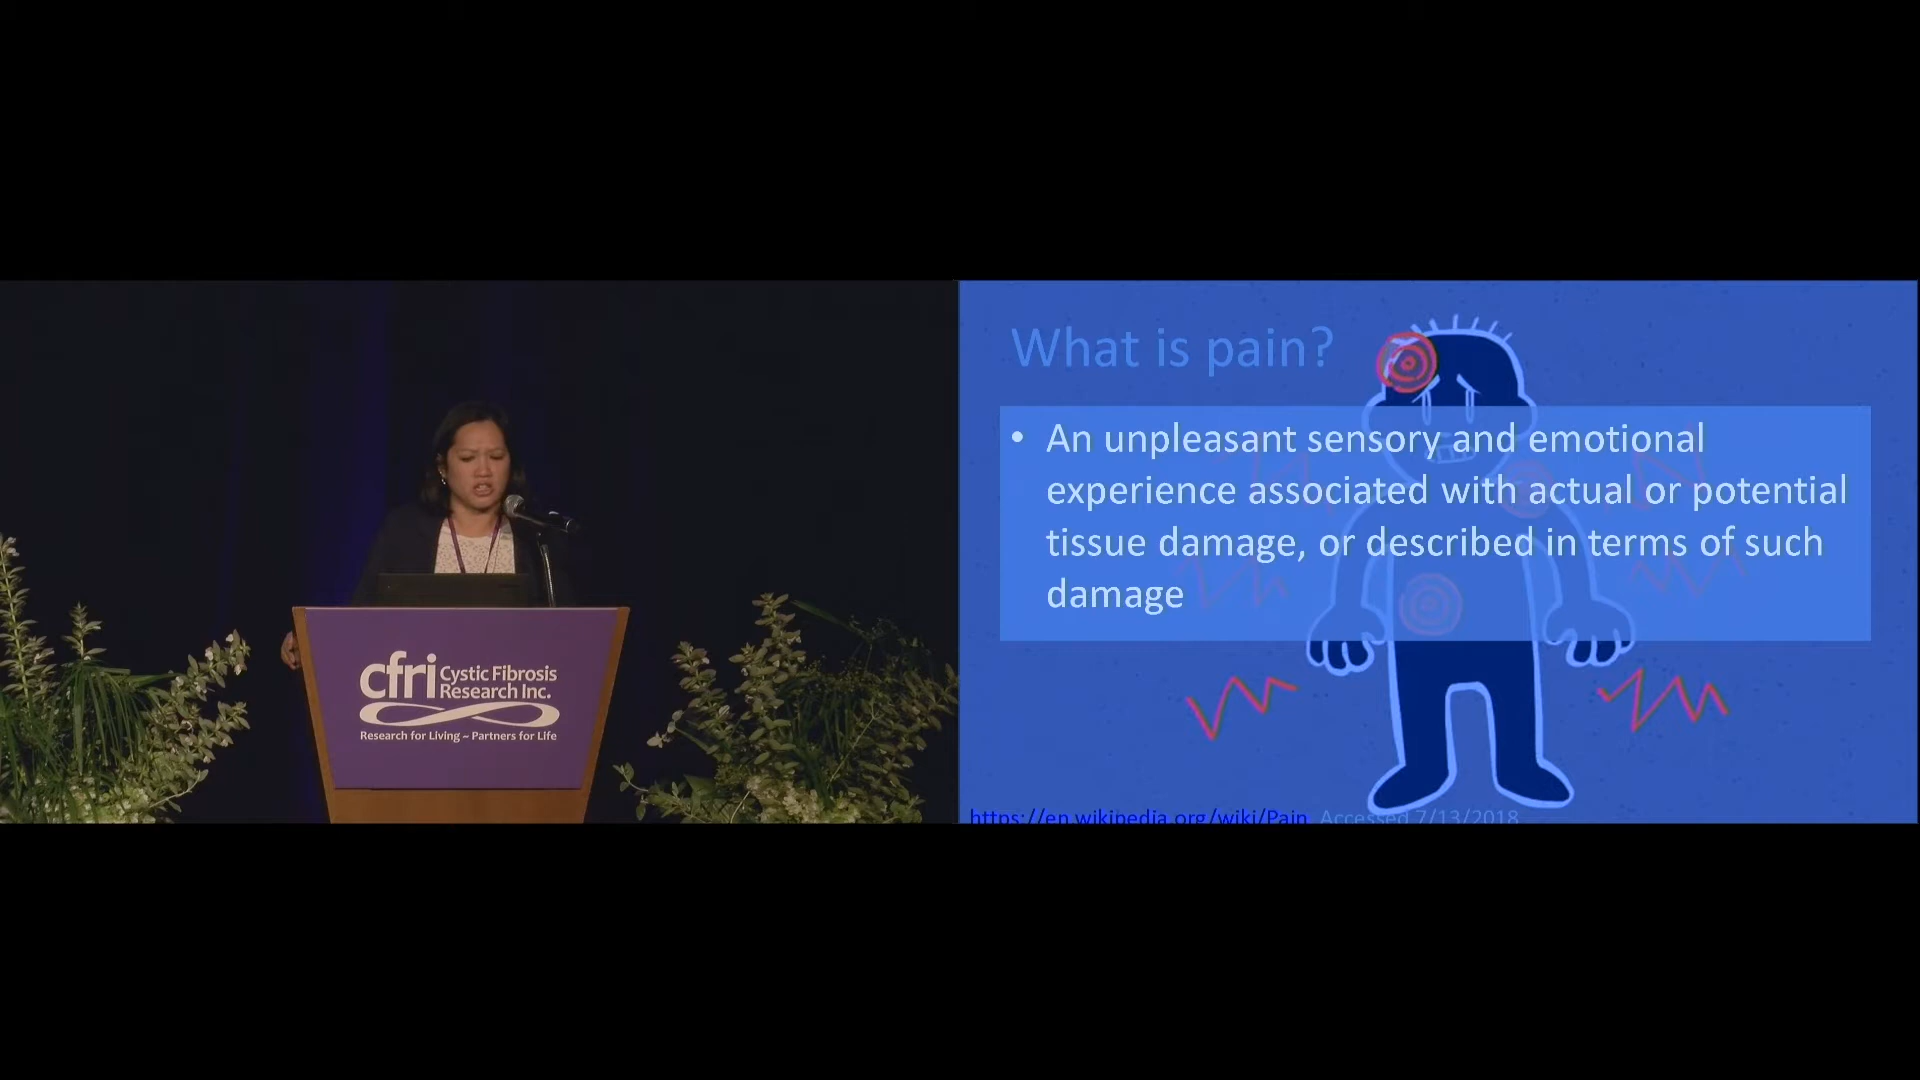 cfri Cystic Fibrosis
Research Inc.
Research for Living ~ Partners for Life
What is pain?
• An unpleasant sensory and emotional
experience associated with actual or potential
tissue damage, or described in terms of such
damage
https://en.wikipedia.org/wiki/Pain Accessed 7/13/2018